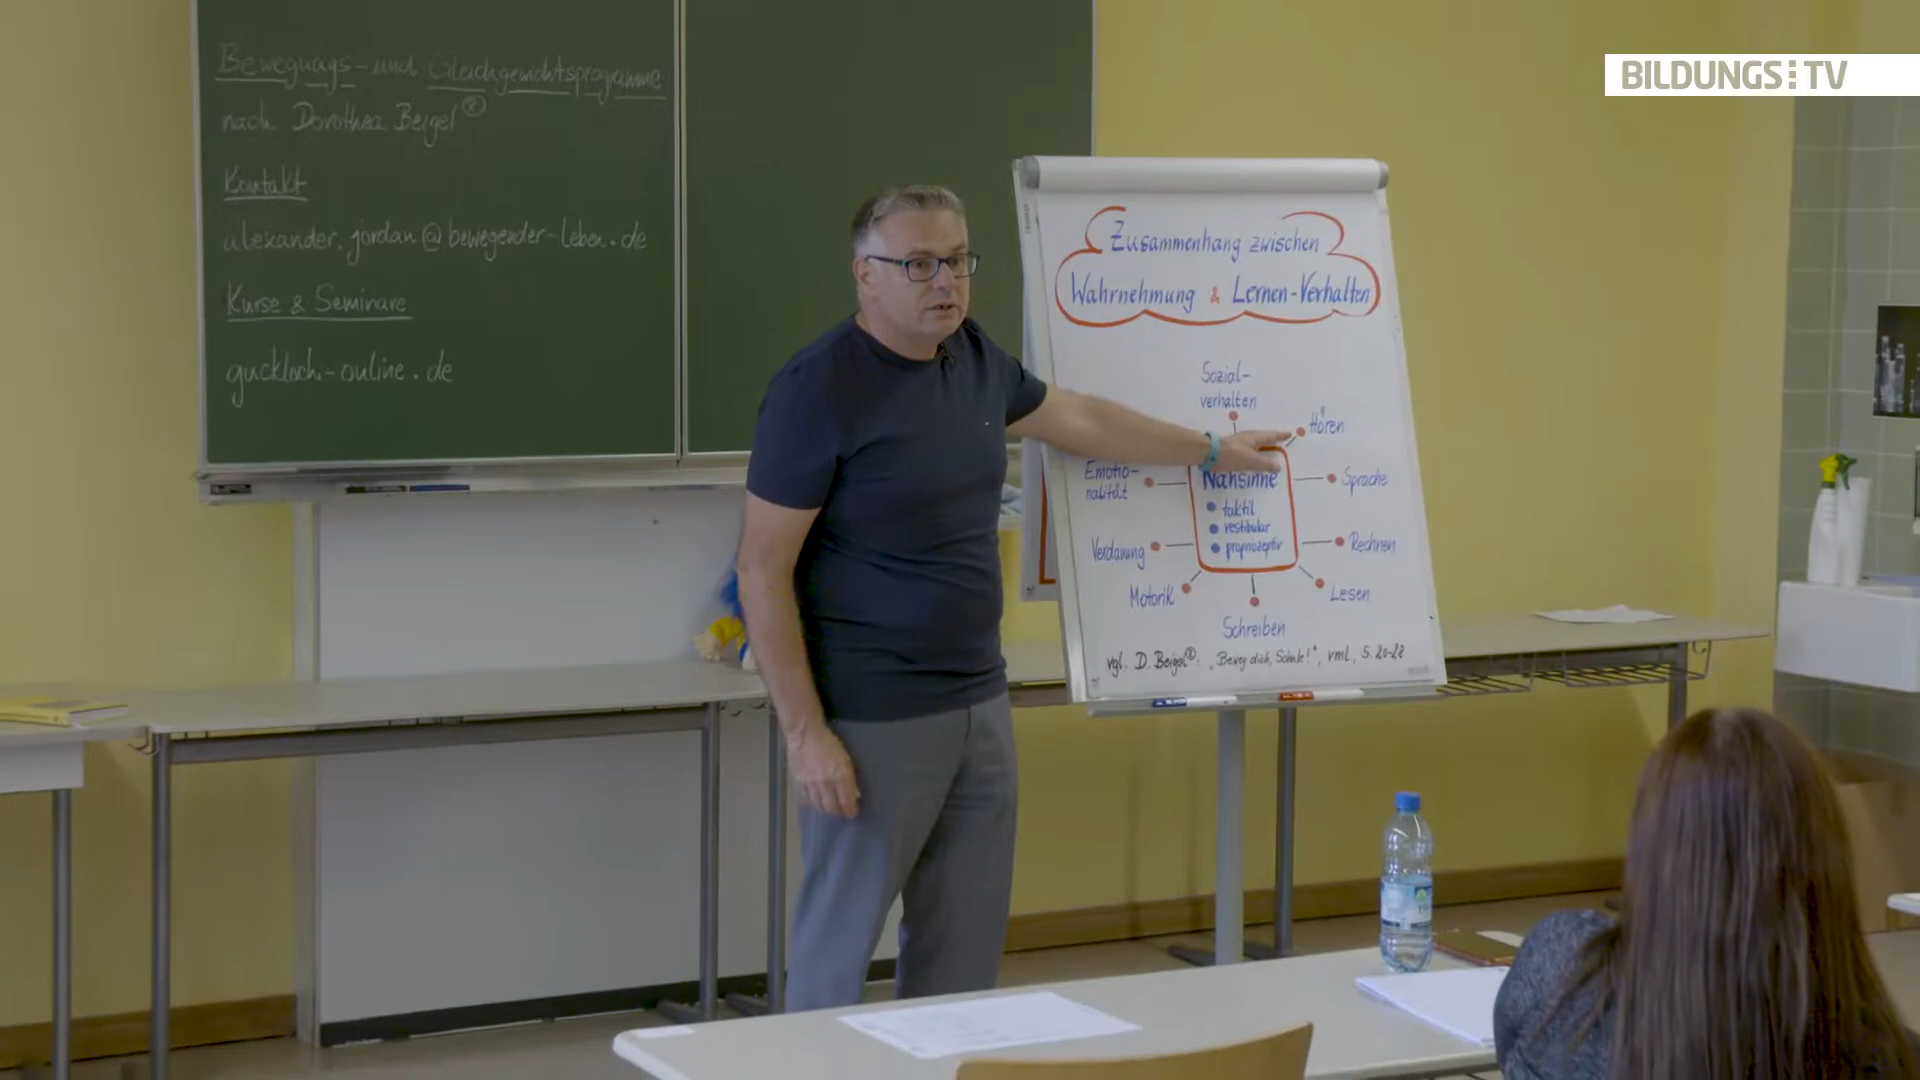 Bewegungs- und Gleichgewichtsprogramme
nach Dorothea Beigel®
Kontakt
alexander.jordan@bewegender-leben.de
Kurse & Seminare
guckloch-online.de
BILDUNGS:TV
Zusammenhang zwischen
Wahrnehmung & Lernen-Verhalten
Sozial-
verhalten
Hören
Emotio-
nalität
Nahsinne
Sprache
taktil
vestibular
propriozeptiv
Verdauung
Rechnen
Motorik
Lesen
Schreiben
vgl. D. Beigel®: „Beweg dich, Schule!", vml, S. 20-28